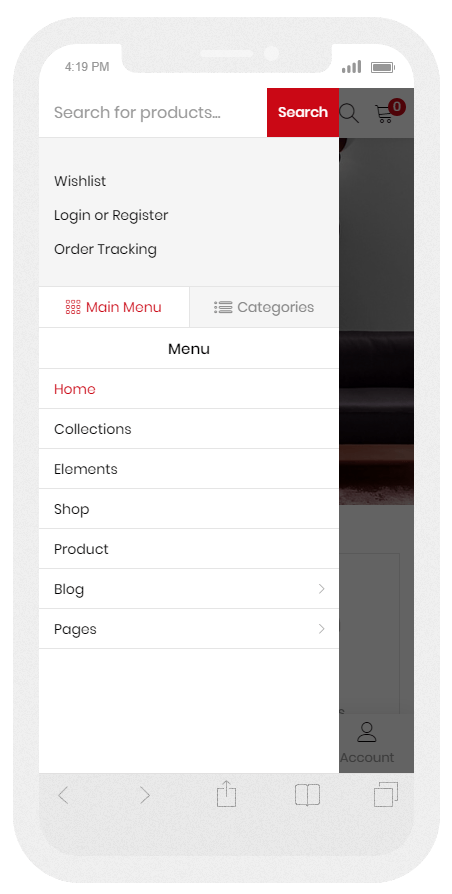 4:19 PM
Search for products...
Search
0
Wishlist
Login or Register
Order Tracking
Main Menu
Categories
Menu
Home
Collections
Elements
Shop
Product
Blog
Pages
Account